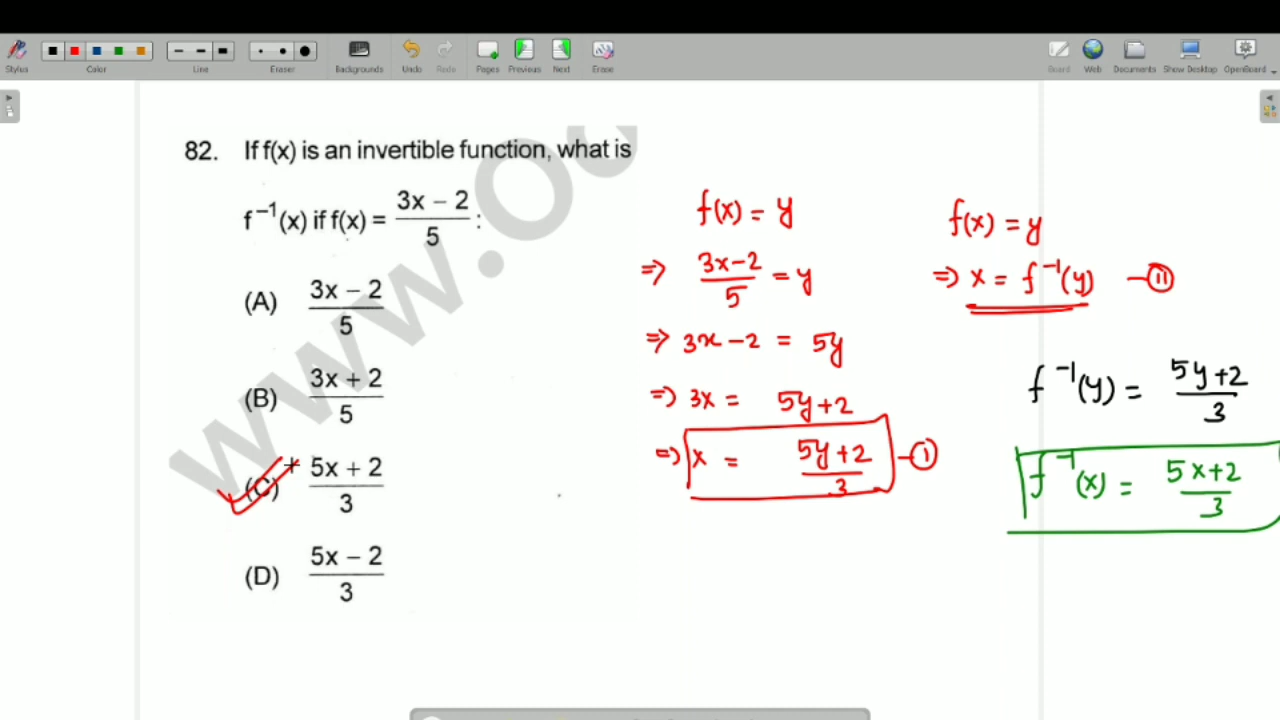 Stylus Color Line Eraser Backgrounds Undo Redo Pages Previous Next Erase Board Web Documents Show Desktop OpenBoard
82. If f(x) is an invertible function, what is
f⁻¹(x) if f(x) = (3x − 2)/5 :
(A) (3x − 2)/5
(B) (3x + 2)/5
(C) (5x + 2)/3
(D) (5x − 2)/3
f(x) = y
⇒ (3x−2)/5 = y
⇒ 3x−2 = 5y
⇒ 3x = 5y+2
⇒ x = (5y+2)/3 — ①
f(x) = y
⇒ x = f⁻¹(y) — ⑪
f⁻¹(y) = (5y+2)/3
f⁻¹(x) = (5x+2)/3
www.